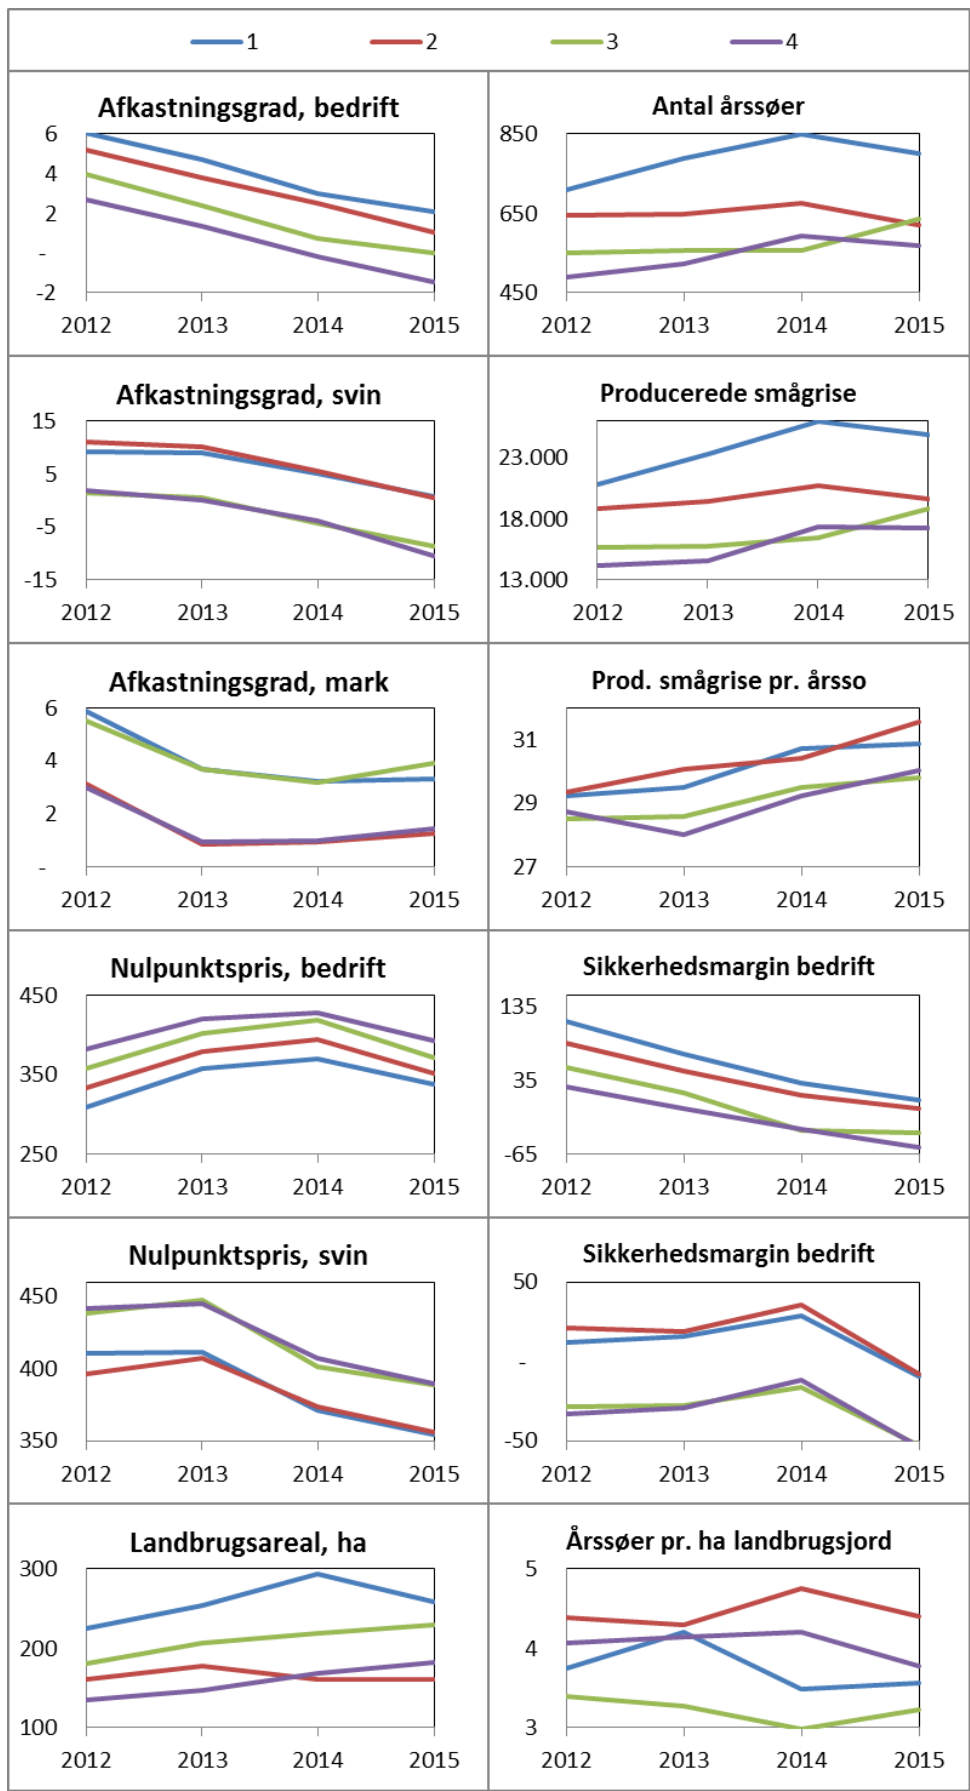 1 2 3 4
Afkastningsgrad, bedrift
6
4
2
-
-2
2012 2013 2014 2015
Antal årssøer
850
650
450
2012 2013 2014 2015
Afkastningsgrad, svin
15
5
-5
-15
2012 2013 2014 2015
Producerede smågrise
23.000
18.000
13.000
2012 2013 2014 2015
Afkastningsgrad, mark
6
4
2
-
2012 2013 2014 2015
Prod. smågrise pr. årsso
31
29
27
2012 2013 2014 2015
Nulpunktspris, bedrift
450
350
250
2012 2013 2014 2015
Sikkerhedsmargin bedrift
135
35
-65
2012 2013 2014 2015
Nulpunktspris, svin
450
400
350
2012 2013 2014 2015
Sikkerhedsmargin bedrift
50
-
-50
2012 2013 2014 2015
Landbrugsareal, ha
300
200
100
2012 2013 2014 2015
Årssøer pr. ha landbrugsjord
5
4
3
2012 2013 2014 2015